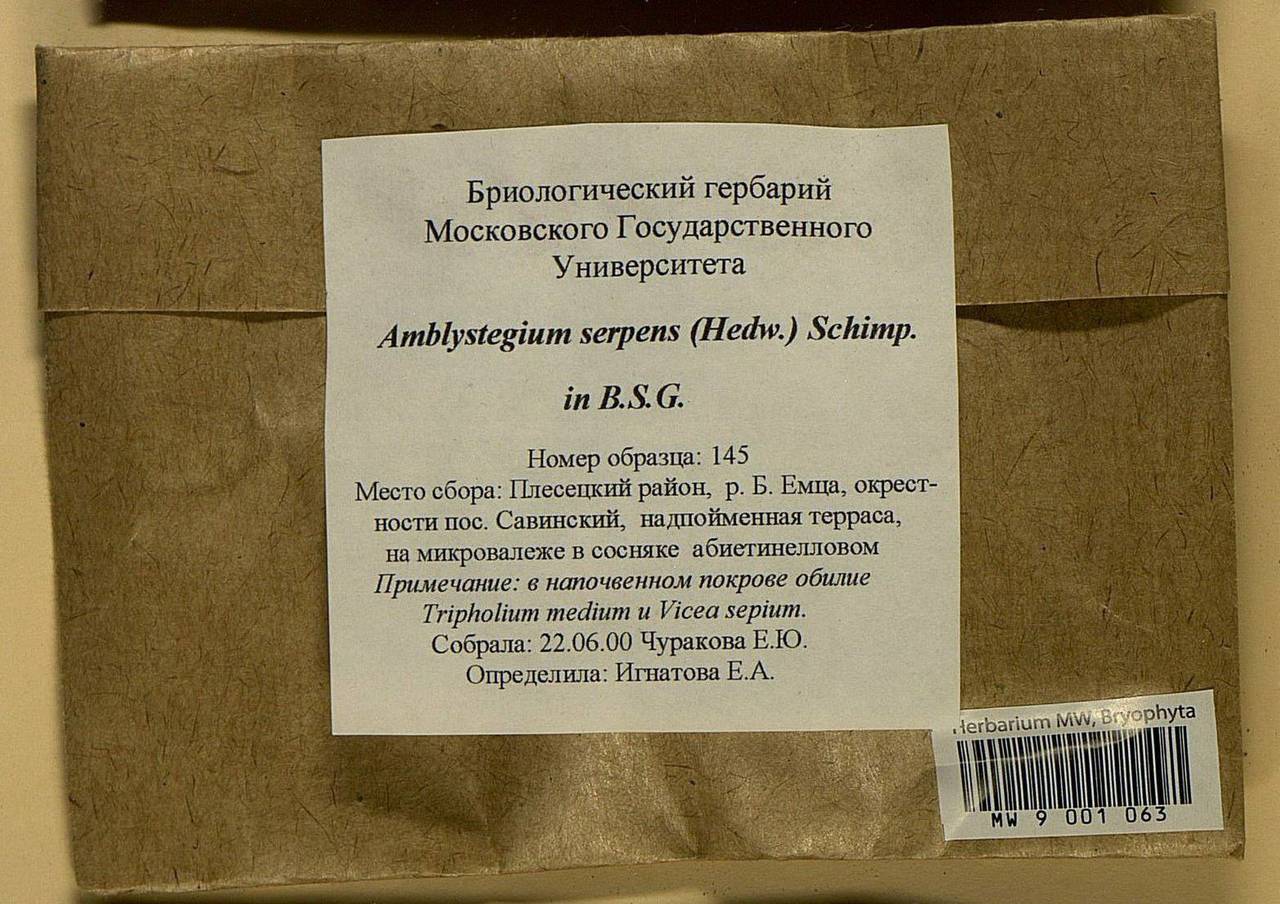 Бриологический гербарий
Московского Государственного
Университета
Amblystegium serpens (Hedw.) Schimp.
in B.S.G.
Номер образца: 145
Место сбора: Плесецкий район, р. Б. Емца, окрест-
ности пос. Савинский, надпойменная терраса,
на микровалеже в сосняке абиетинелловом
Примечание: в напочвенном покрове обилие
Tripholium medium и Vicea sepium.
Собрала: 22.06.00 Чуракова Е.Ю.
Определила: Игнатова Е.А.
Herbarium MW, Bryophyta
MW 9 001 063